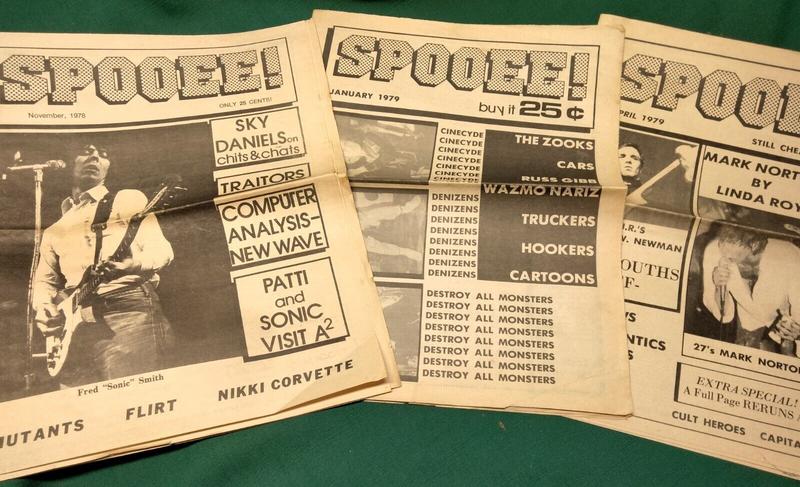 SPOOEE!
ONLY 25 CENTS!
November, 1978
SKY
DANIELS on
chits & chats
TRAITORS
COMPUTER
ANALYSIS-
NEW WAVE
PATTI
and
SONIC
VISIT A2
Fred "Sonic" Smith
MUTANTS FLIRT NIKKI CORVETTE
SPOOEE!
JANUARY 1979
buy it 25¢
CINECYDE
CINECYDE
CINECYDE
CINECYDE
CINECYDE
CINECYDE
THE ZOOKS
CARS
RUSS GIBB
WAZMO NARIZ
DENIZENS
DENIZENS
DENIZENS
DENIZENS
DENIZENS
DENIZENS
DENIZENS
DENIZENS
TRUCKERS
HOOKERS
CARTOONS
DESTROY ALL MONSTERS
DESTROY ALL MONSTERS
DESTROY ALL MONSTERS
DESTROY ALL MONSTERS
DESTROY ALL MONSTERS
DESTROY ALL MONSTERS
DESTROY ALL MONSTERS
DESTROY ALL MONSTERS
SPOO
PRIL 1979
STILL CHE
MARK NORT
BY
LINDA ROY
J.R.'s
W. NEWMAN
OUTHS
F-
WS
NTICS
S
27's MARK NORTO
EXTRA SPECIAL!
A Full Page RERUNS
CULT HEROES CAPITA